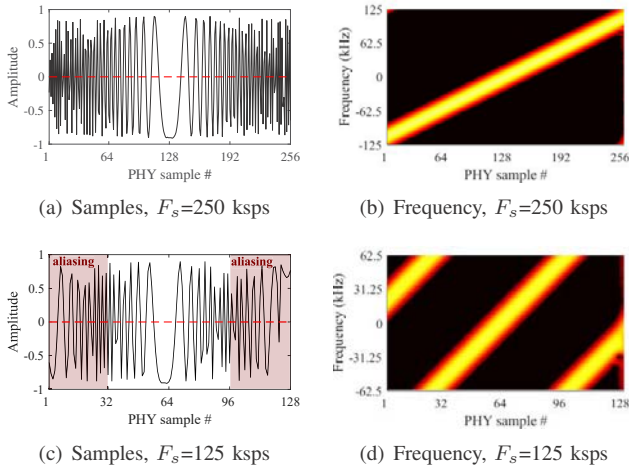 1
0.5
0
-0.5
-1
Amplitude
1 64 128 192 256
PHY sample #
(a) Samples, Fs=250 ksps
125
62.5
0
-62.5
-125
Frequency (kHz)
1 64 128 192 256
PHY sample #
(b) Frequency, Fs=250 ksps
aliasing aliasing
1
0.5
0
-0.5
-1
Amplitude
1 32 64 96 128
PHY sample #
(c) Samples, Fs=125 ksps
62.5
31.25
0
-31.25
-62.5
Frequency (kHz)
1 32 64 96 128
PHY sample #
(d) Frequency, Fs=125 ksps